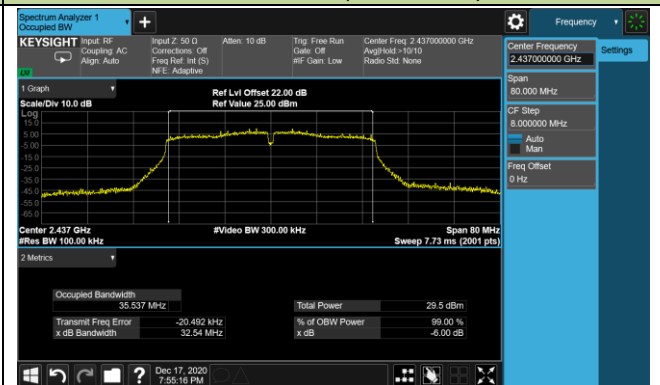 Spectrum Analyzer 1
Occupied BW
+
Frequency
KEYSIGHT
Input: RF
Coupling: AC
Align: Auto
Input Z: 50 Ω
Corrections: Off
Freq Ref: Int (S)
NFE: Adaptive
Atten: 10 dB
Trig: Free Run
Gate: Off
#IF Gain: Low
Center Freq: 2.437000000 GHz
Avg|Hold:>10/10
Radio Std: None
Center Frequency
2.437000000 GHz
Settings
Span
80.000 MHz
CF Step
8.000000 MHz
Auto
Man
Freq Offset
0 Hz
1 Graph
Scale/Div 10.0 dB
Ref Lvl Offset 22.00 dB
Ref Value 25.00 dBm
Log
15.0
5.00
-5.00
-15.0
-25.0
-35.0
-45.0
-55.0
-65.0
Center 2.437 GHz
#Res BW 100.00 kHz
#Video BW 300.00 kHz
Span 80 MHz
Sweep 7.73 ms (2001 pts)
2 Metrics
Occupied Bandwidth
35.537 MHz
Total Power 29.5 dBm
Transmit Freq Error -20.492 kHz
% of OBW Power 99.00 %
x dB Bandwidth 32.54 MHz
x dB -6.00 dB
?
Dec 17, 2020
7:55:16 PM